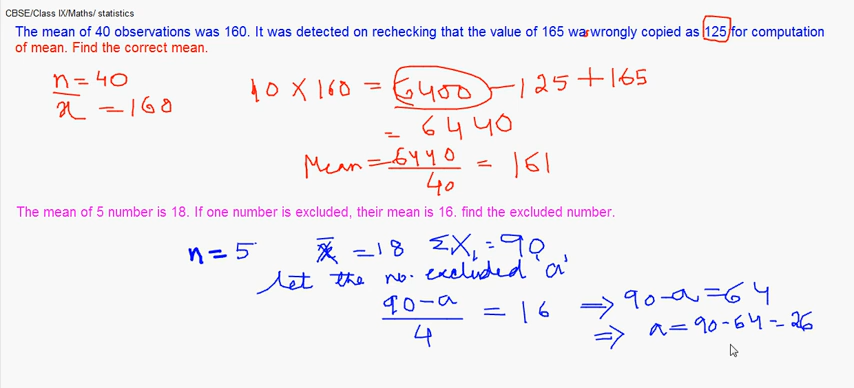 CBSE/Class IX/Maths/ statistics
The mean of 40 observations was 160. It was detected on rechecking that the value of 165 was wrongly copied as 125 for computation
of mean. Find the correct mean.
n = 40
x̄ = 160
40 × 160 = 6400 - 125 + 165
= 6440
Mean = 6440/40 = 161
The mean of 5 number is 18. If one number is excluded, their mean is 16. find the excluded number.
n = 5 x̄ = 18 ΣXᵢ = 90
Let the no. excluded 'a'
(90-a)/4 = 16 ⇒ 90-a = 64
⇒ a = 90-64 = 26